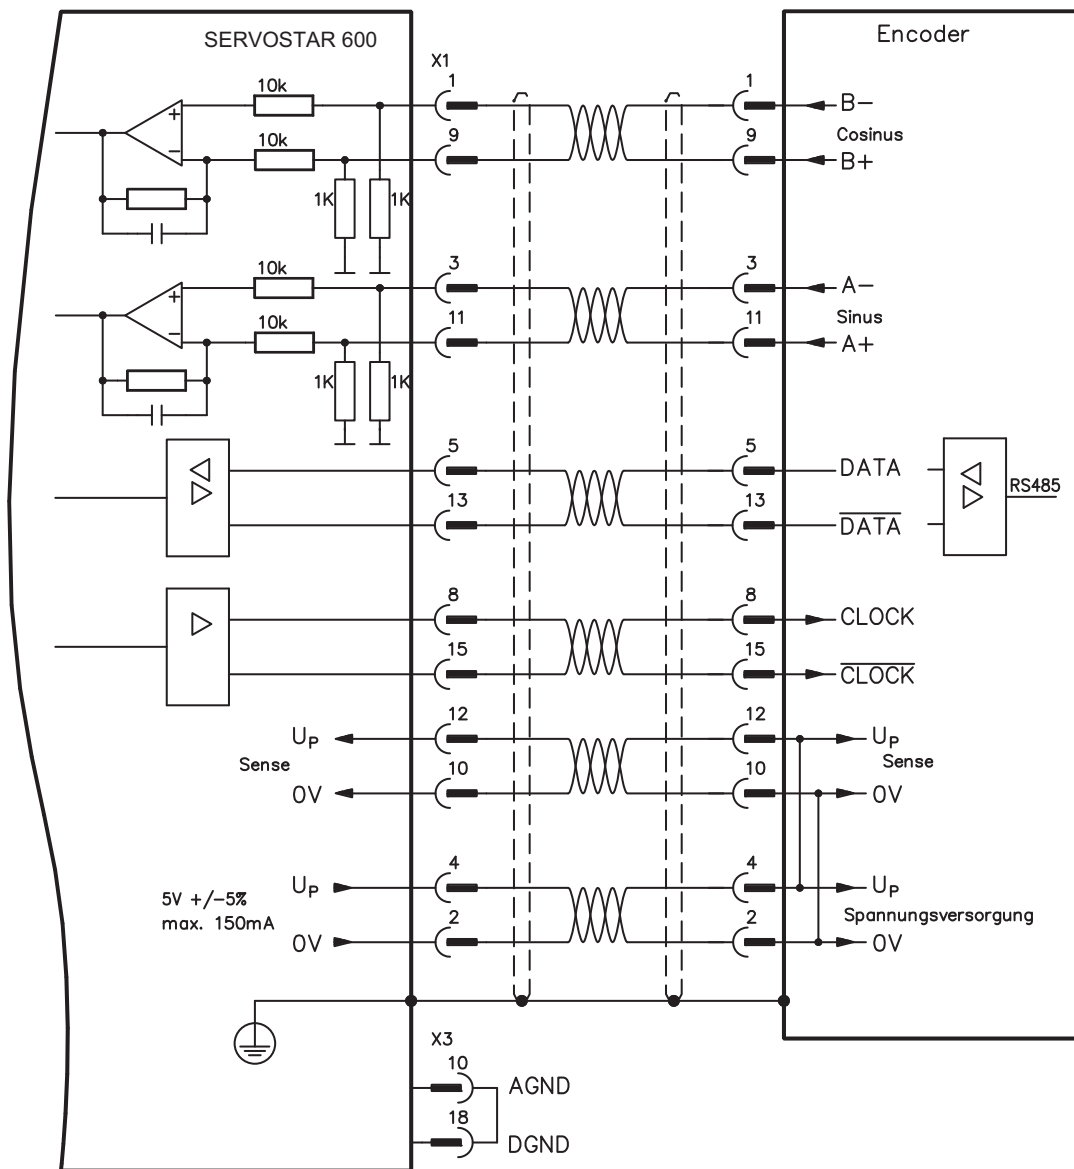 SERVOSTAR 600
Encoder
X1
10k
1
1
B-
Cosinus
10k
9
9
B+
1K
1K
10k
3
3
A-
Sinus
10k
11
11
A+
1K
1K
5
5
DATA
RS485
13
13
DATA
8
8
CLOCK
15
15
CLOCK
UP
12
12
UP
Sense
Sense
0V
10
10
0V
5V +/-5%
max. 150mA
UP
4
4
UP
Spannungsversorgung
0V
2
2
0V
X3
10
AGND
18
DGND